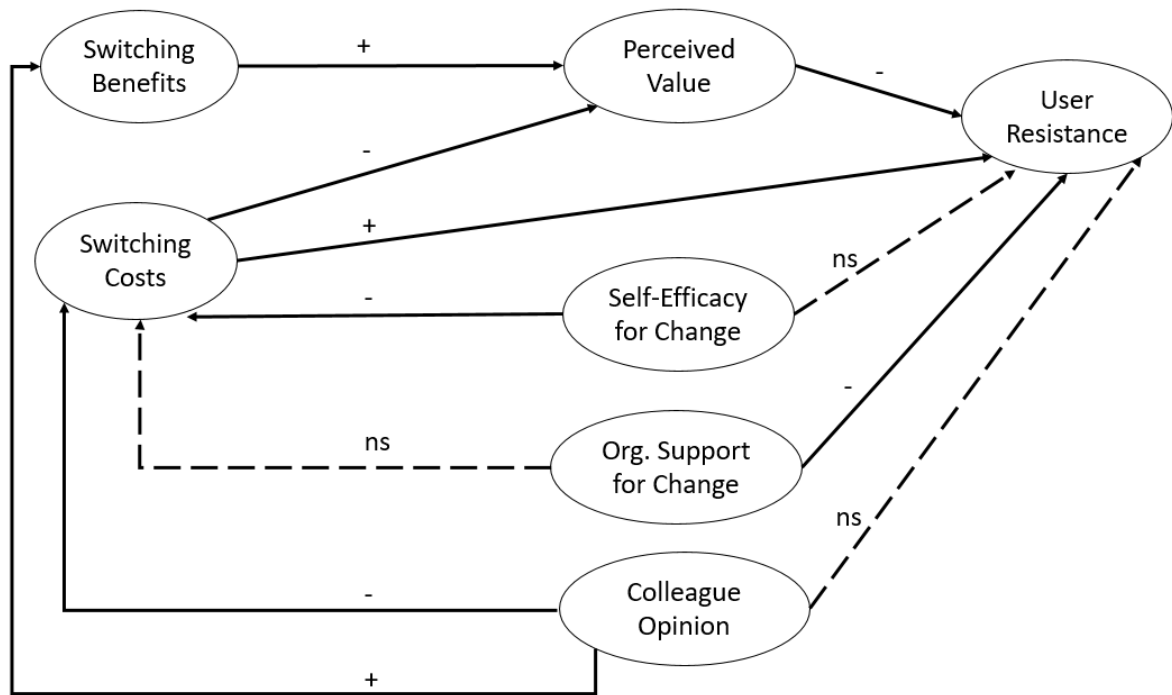 Switching
Benefits
+
Perceived
Value
-
User
Resistance
-
+
Switching
Costs
ns
-
Self-Efficacy
for Change
-
ns
Org. Support
for Change
ns
-
Colleague
Opinion
+